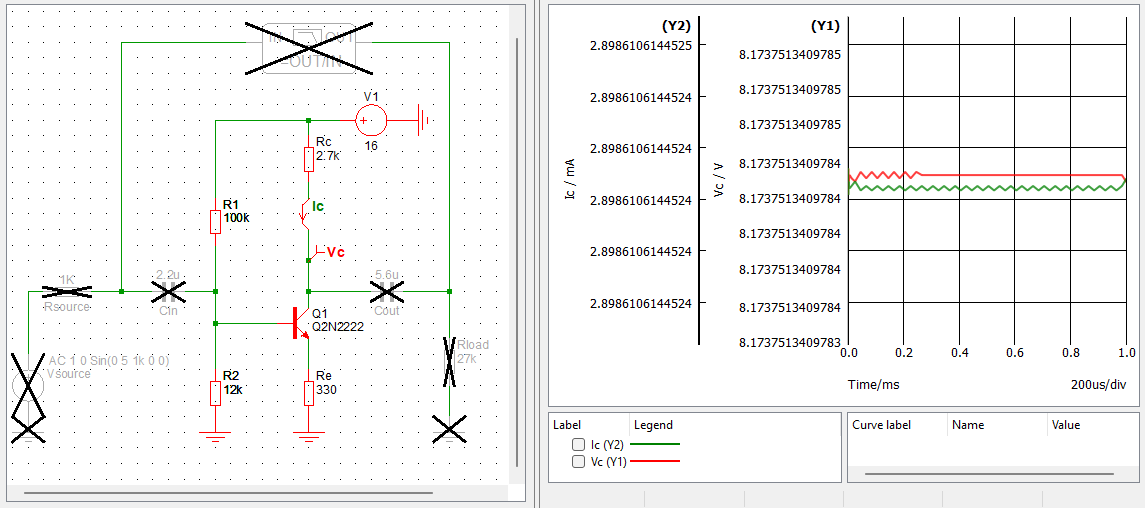 IN OUT
=OUT/IN
V1
16
Rc
2.7k
Ic
R1
100k
Vc
1K
Rsource
2.2u
Cin
5.6u
Cout
Q1
Q2N2222
AC 1 0 Sin(0 5 1k 0 0)
Vsource
Rload
27k
R2
12k
Re
330
(Y2)
(Y1)
2.8986106144525
2.8986106144524
2.8986106144524
2.8986106144524
2.8986106144524
2.8986106144524
Ic / mA
8.1737513409785
8.1737513409785
8.1737513409785
8.1737513409784
8.1737513409784
8.1737513409784
8.1737513409784
8.1737513409784
8.1737513409783
Vc / V
0.0 0.2 0.4 0.6 0.8 1.0
Time/ms
200us/div
Label Legend
Ic (Y2)
Vc (Y1)
Curve label Name Value